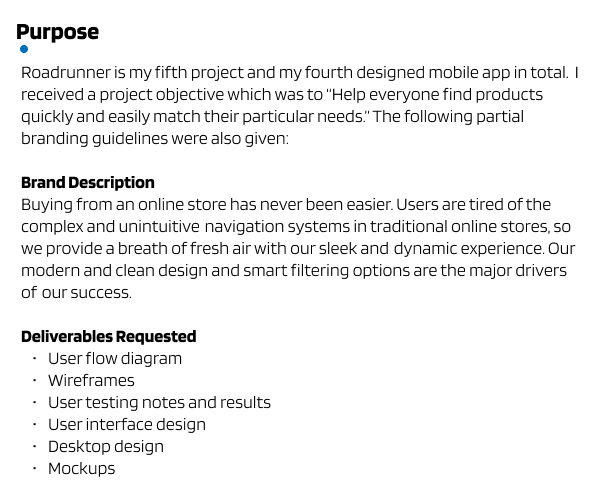 Purpose
Roadrunner is my fifth project and my fourth designed mobile app in total. I
received a project objective which was to “Help everyone find products
quickly and easily match their particular needs.” The following partial
branding guidelines were also given:
Brand Description
Buying from an online store has never been easier. Users are tired of the
complex and unintuitive navigation systems in traditional online stores, so
we provide a breath of fresh air with our sleek and dynamic experience. Our
modern and clean design and smart filtering options are the major drivers
of our success.
Deliverables Requested
· User flow diagram
· Wireframes
· User testing notes and results
· User interface design
· Desktop design
· Mockups